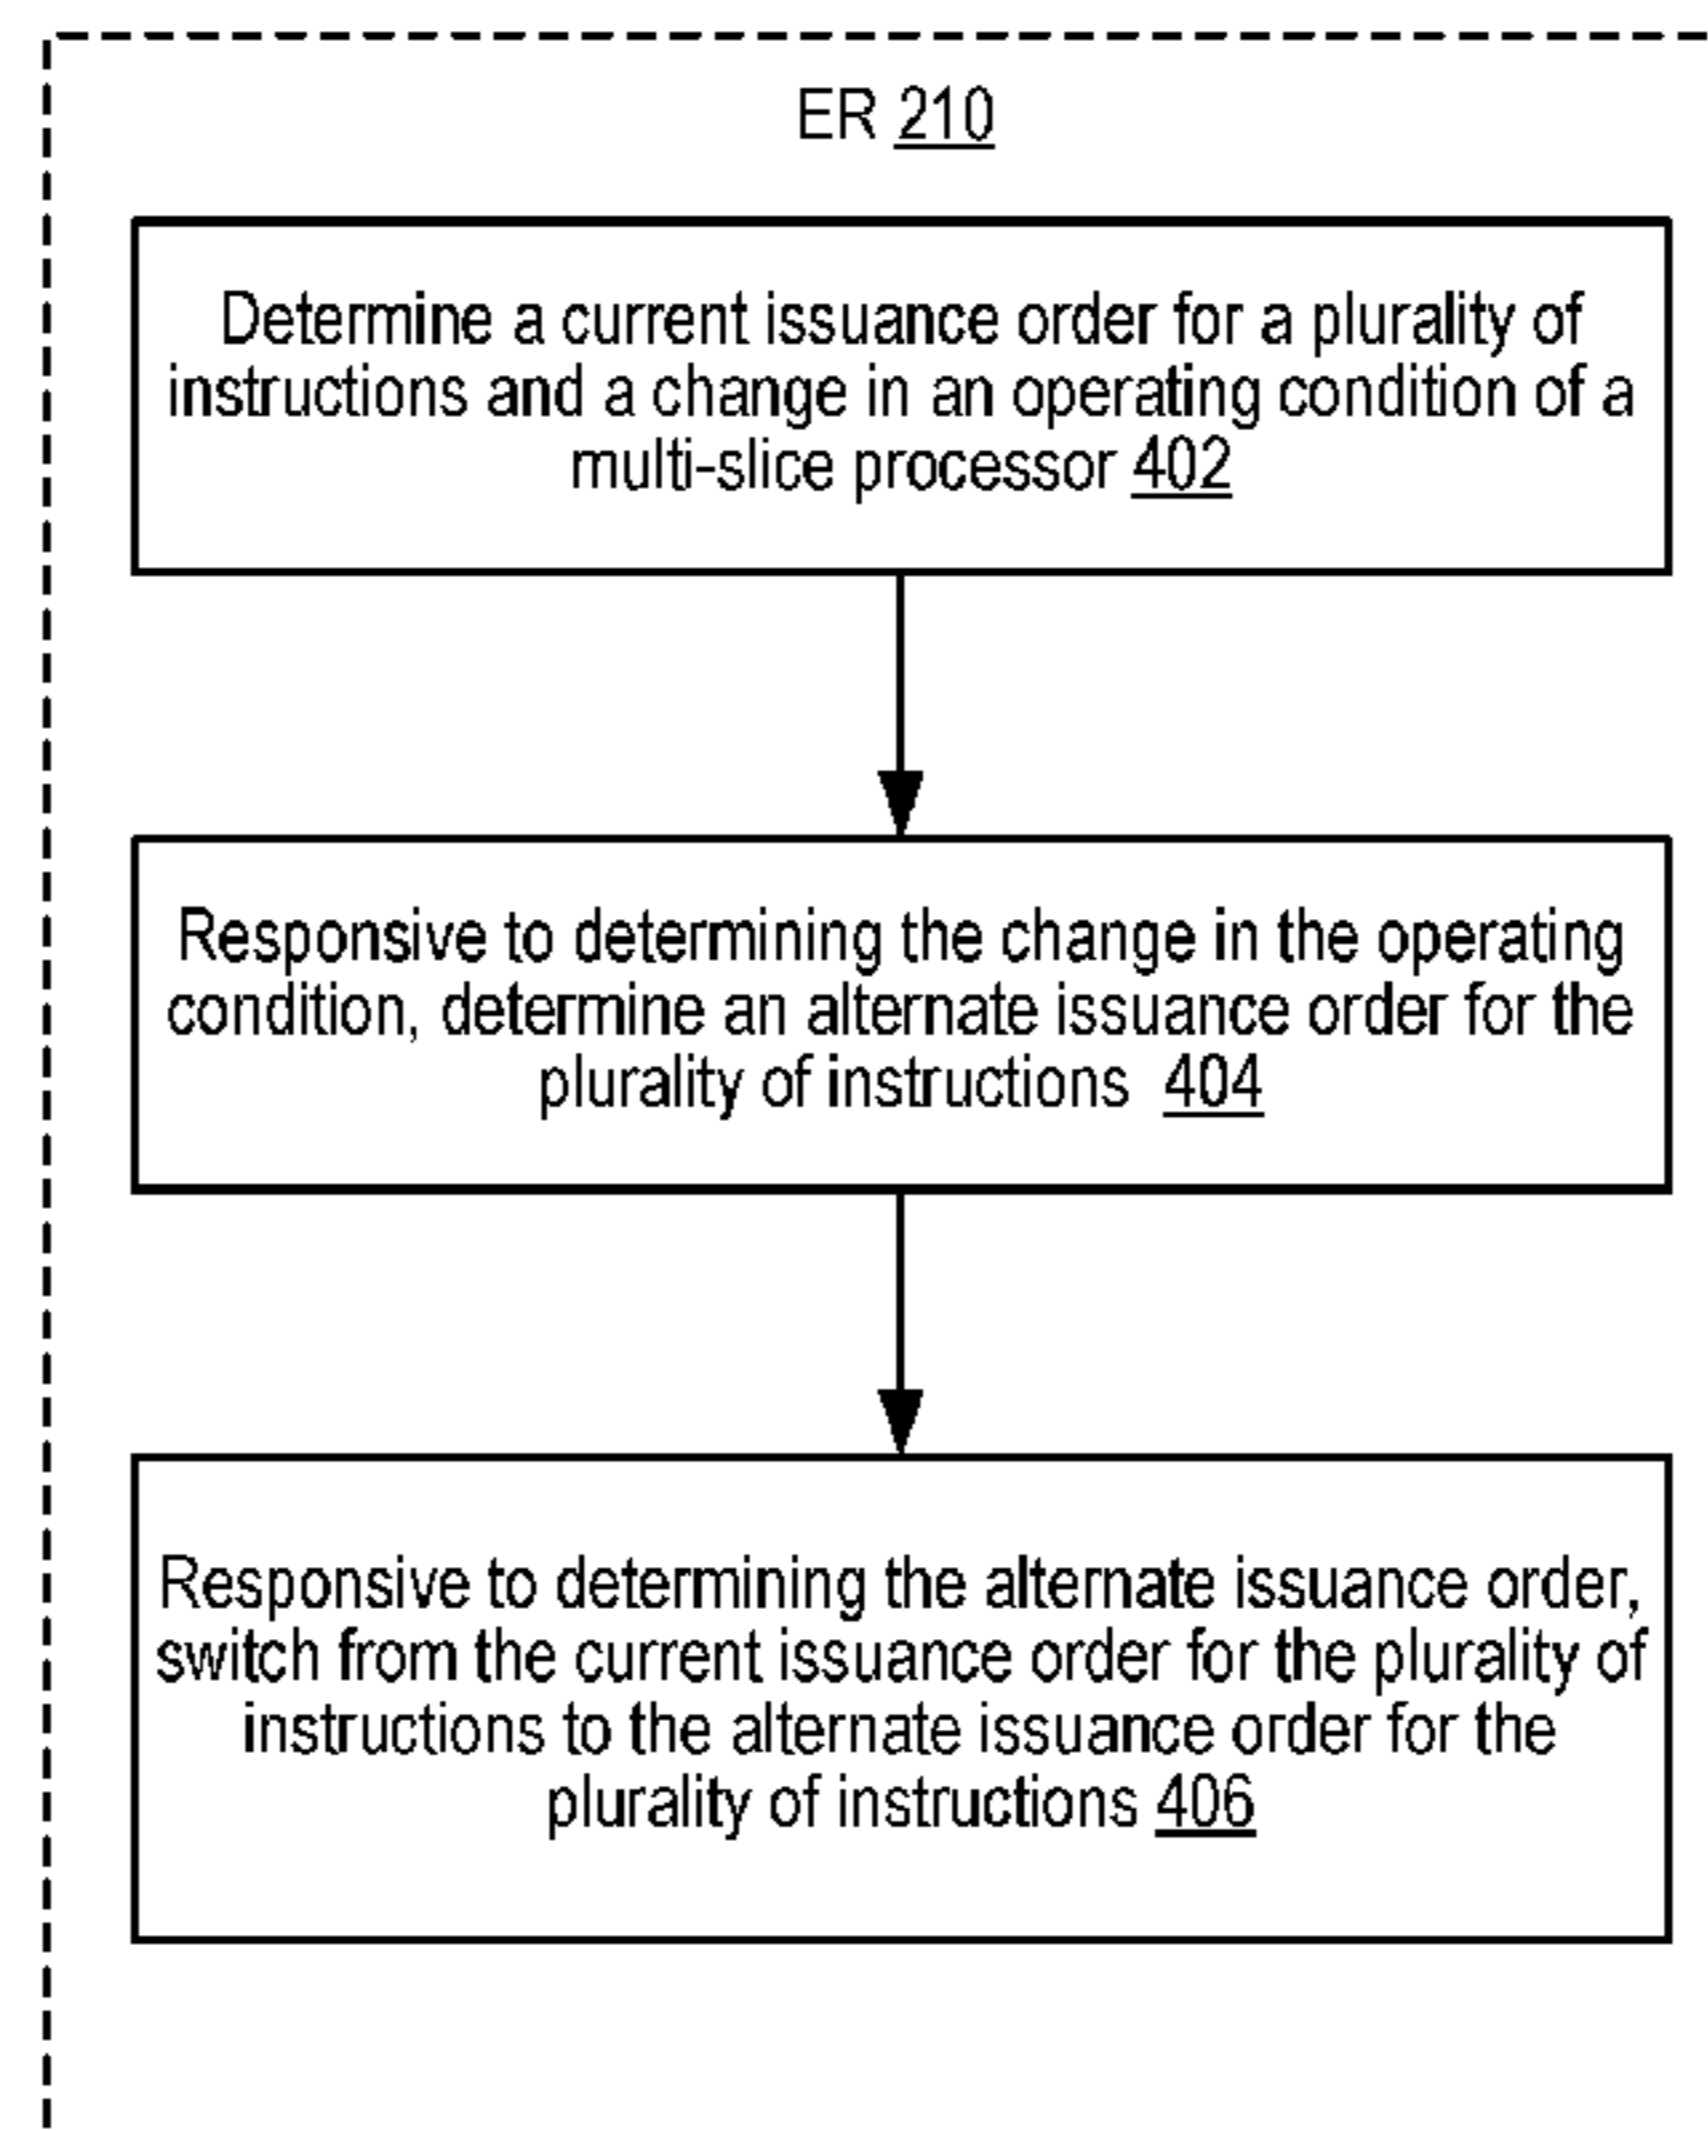 ER 210
Determine a current issuance order for a plurality of
instructions and a change in an operating condition of a
multi-slice processor 402
Responsive to determining the change in the operating
condition, determine an alternate issuance order for the
plurality of instructions 404
Responsive to determining the alternate issuance order,
switch from the current issuance order for the plurality of
instructions to the alternate issuance order for the
plurality of instructions 406